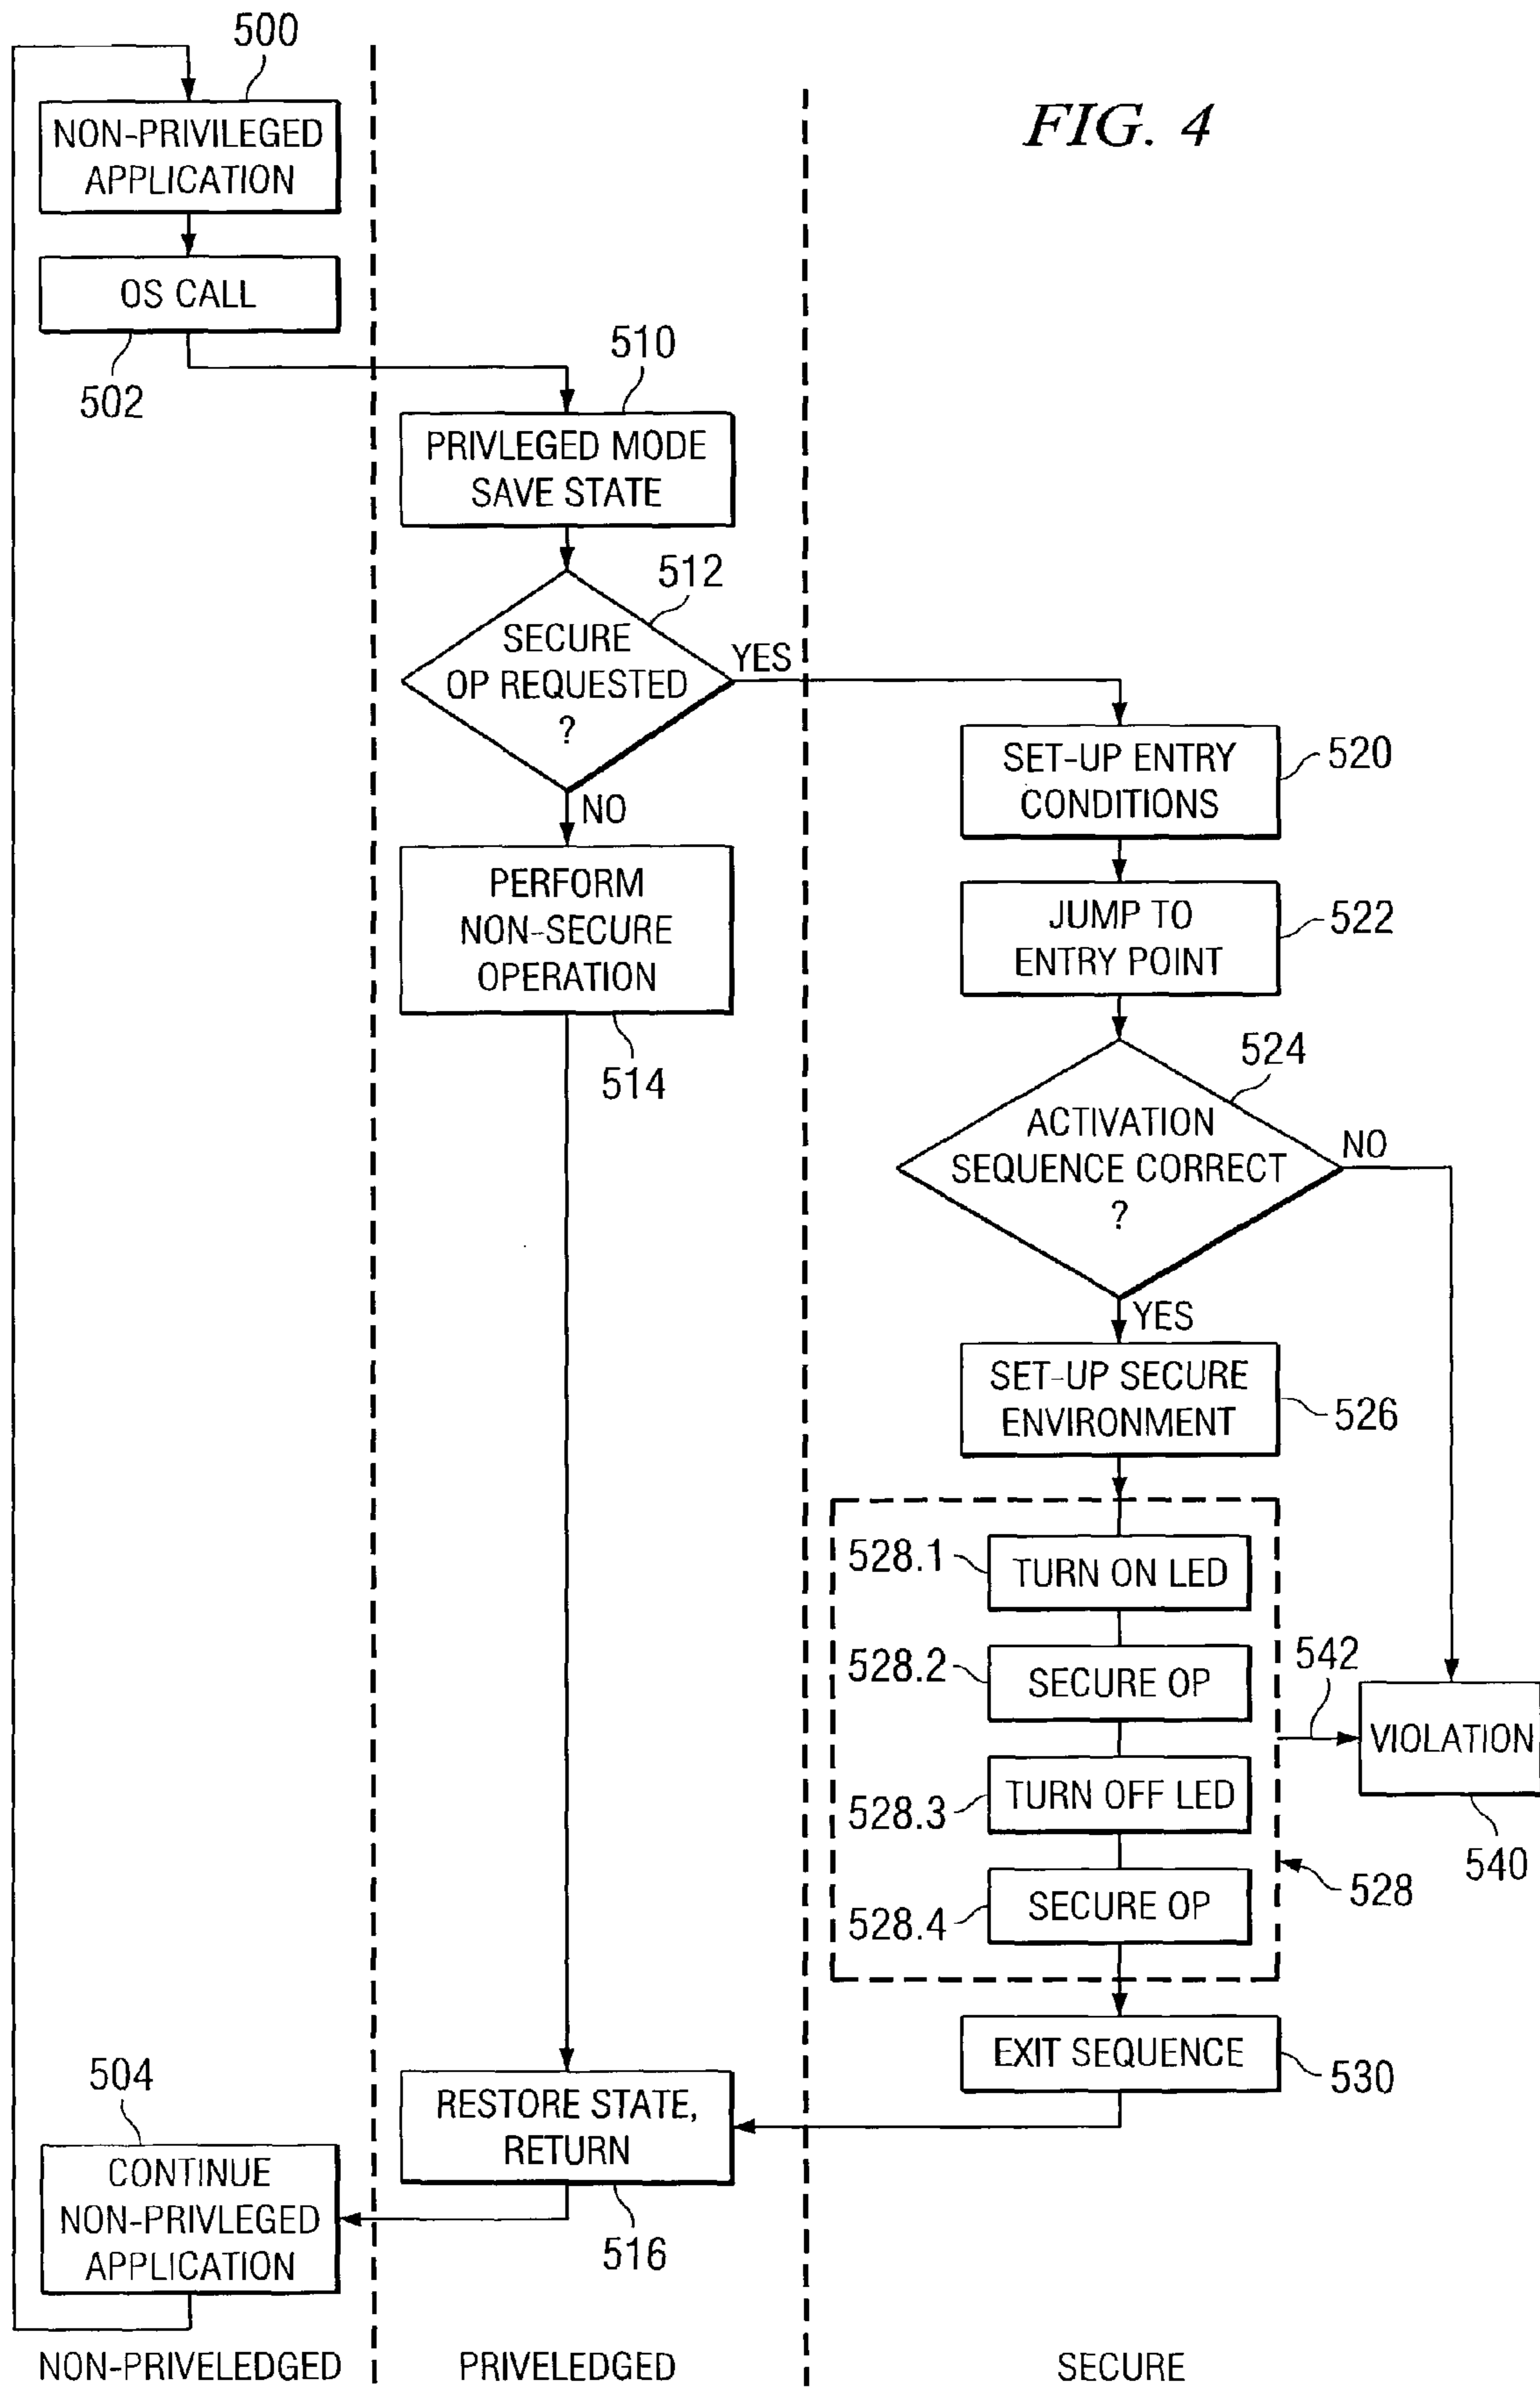 500
FIG. 4
NON-PRIVILEGED
APPLICATION
OS CALL
502
510
PRIVLEGED MODE
SAVE STATE
512
SECURE
OP REQUESTED
?
YES
NO
520
SET-UP ENTRY
CONDITIONS
PERFORM
NON-SECURE
OPERATION
514
522
JUMP TO
ENTRY POINT
524
ACTIVATION
SEQUENCE CORRECT
?
NO
YES
SET-UP SECURE
ENVIRONMENT
526
528.1
TURN ON LED
528.2
SECURE OP
542
VIOLATION
540
528.3
TURN OFF LED
528
528.4
SECURE OP
EXIT SEQUENCE
530
504
RESTORE STATE,
RETURN
516
CONTINUE
NON-PRIVLEGED
APPLICATION
NON-PRIVELEDGED
PRIVELEDGED
SECURE